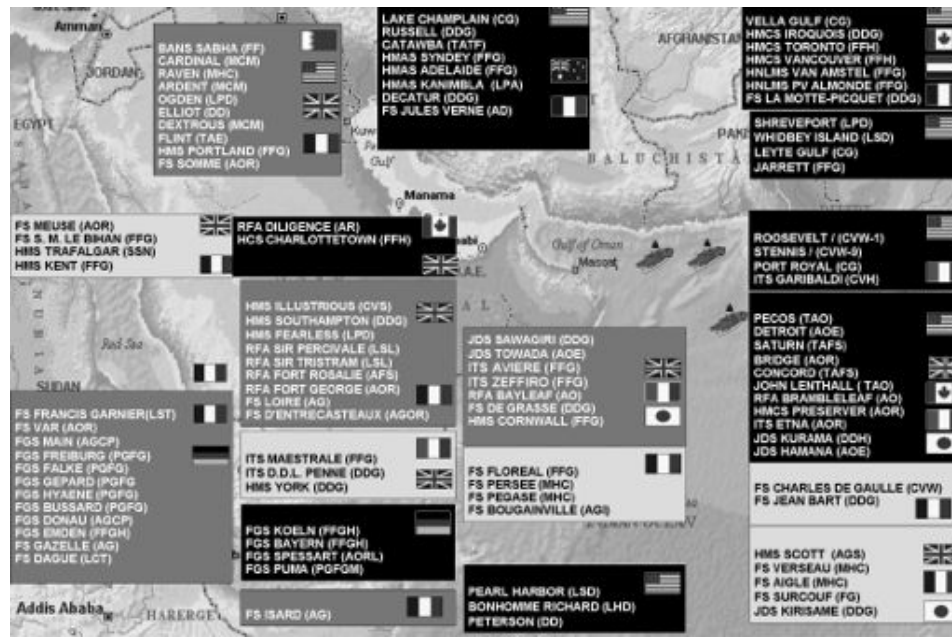 Amman
JORDAN
EGYPT
BANS SABHA (FF)
CARDINAL (MCM)
RAVEN (MHC)
ARDENT (MCM)
OGDEN (LPD)
ELLIOT (DD)
DEXTROUS (MCM)
FLINT (TAE)
HMS PORTLAND (FFG)
FS SOMME (AOR)
LAKE CHAMPLAIN (CG)
RUSSELL (DDG)
CATAWBA (TATF)
HMAS SYNDEY (FFG)
HMAS ADELAIDE (FFG)
HMAS KANIMBLA (LPA)
DECATUR (DDG)
FS JULES VERNE (AD)
AFGHANISTAN
VELLA GULF (CG)
HMCS IROQUOIS (DDG)
HMCS TORONTO (FFH)
HMCS VANCOUVER (FFH)
HNLMS VAN AMSTEL (FFG)
HNLMS PV ALMONDE (FFG)
FS LA MOTTE-PICQUET (DDG)
SHREVEPORT (LPD)
WHIDBEY ISLAND (LSD)
LEYTE GULF (CG)
JARRETT (FFG)
Gulf
BALUCHISTA
Manama
FS MEUSE (AOR)
FS S. M. LE BIHAN (FFG)
HMS TRAFALGAR (SSN)
HMS KENT (FFG)
RFA DILIGENCE (AR)
HCS CHARLOTTETOWN (FFH)
Gulf of Oman
Muscat
ROOSEVELT / (CVW-1)
STENNIS / (CVW-9)
PORT ROYAL (CG)
ITS GARIBALDI (CVH)
NUBIA
Red Sea
SUDAN
HMS ILLUSTRIOUS (CVS)
HMS SOUTHAMPTON (DDG)
HMS FEARLESS (LPD)
RFA SIR PERCIVALE (LSL)
RFA SIR TRISTRAM (LSL)
RFA FORT ROSALIE (AFS)
RFA FORT GEORGE (AOR)
FS LOIRE (AG)
FS D'ENTRECASTEAUX (AGOR)
JDS SAWAGIRI (DDG)
JDS TOWADA (AOE)
ITS AVIERE (FFG)
ITS ZEFFIRO (FFG)
RFA BAYLEAF (AO)
FS DE GRASSE (DDG)
HMS CORNWALL (FFG)
PECOS (TAO)
DETROIT (AOE)
SATURN (TAFS)
BRIDGE (AOR)
CONCORD (TAFS)
JOHN LENTHALL ( TAO)
RFA BRAMBLELEAF (AO)
HMCS PRESERVER (AOR)
ITS ETNA (AOR)
JDS KURAMA (DDH)
JDS HAMANA (AOE)
FS FRANCIS GARNIER(LST)
FS VAR (AOR)
FGS MAIN (AGCP)
FGS FREIBURG (PGFG)
FGS FALKE (PGFG)
FGS GEPARD (PGFG
FGS HYAENE (PGFG
FGS BUSSARD (PGFG)
FGS DONAU (AGCP)
FGS EMDEN (FFGH)
FS GAZELLE (AG)
FS DAGUE (LCT)
ITS MAESTRALE (FFG)
ITS D.D.L. PENNE (DDG)
HMS YORK (DDG)
FS FLOREAL (FFG)
FS PERSEE (MHC)
FS PEGASE (MHC)
FS BOUGAINVILLE (AGI)
INDIAN OCEAN
FS CHARLES DE GAULLE (CVW)
FS JEAN BART (DDG)
FGS KOELN (FFGH)
FGS BAYERN (FFGH)
FGS SPESSART (AORL)
FGS PUMA (PGFGM)
HMS SCOTT (AGS)
FS VERSEAU (MHC)
FS AIGLE (MHC)
FS SURCOUF (FG)
JDS KIRISAME (DDG)
PEARL HARBOR (LSD)
BONHOMME RICHARD (LHD)
PETERSON (DD)
FS ISARD (AG)
Addis Ababa
HARERGE